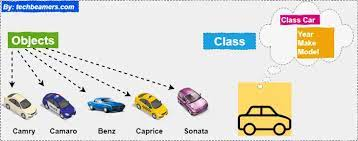 By: techbeamers.com
Objects
Class
Class Car
Year
Make
Model
Camry Camaro Benz Caprice Sonata